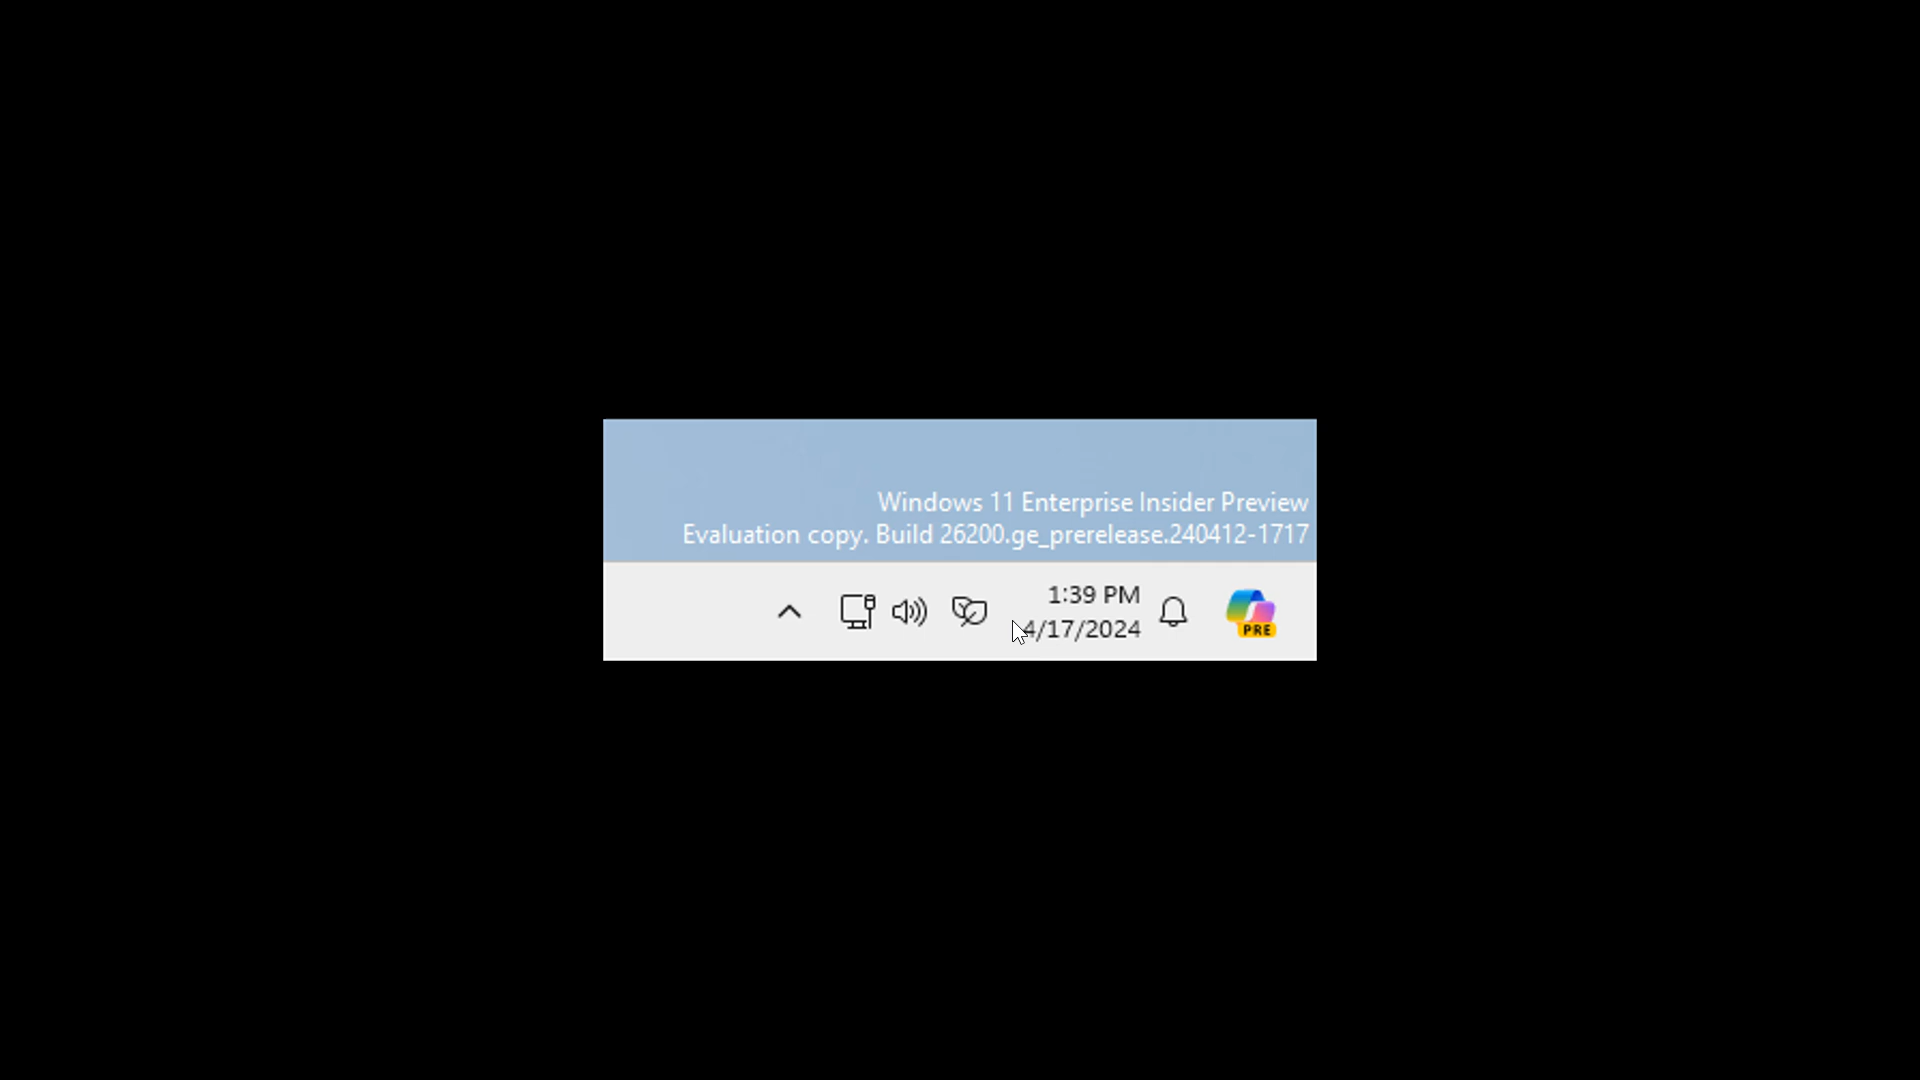 Windows 11 Enterprise Insider Preview
Evaluation copy. Build 26200.ge_prerelease.240412-1717
1:39 PM
4/17/2024
PRE